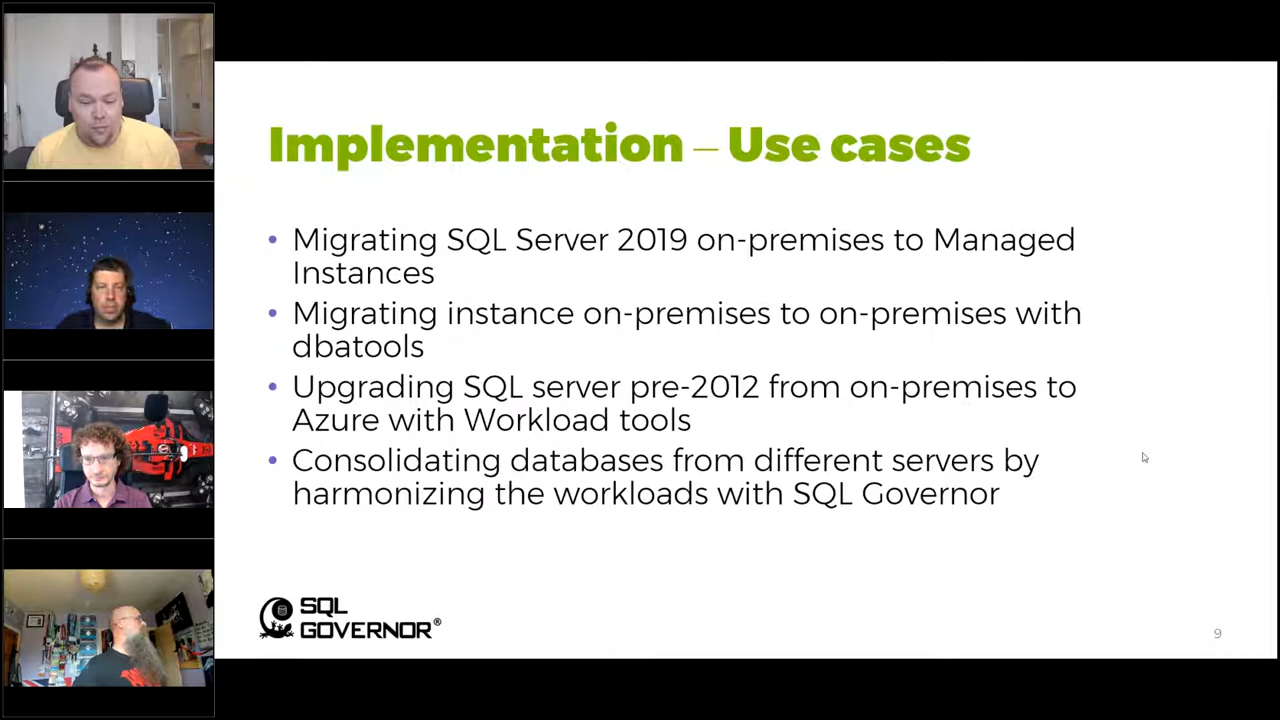 Implementation – Use cases
• Migrating SQL Server 2019 on-premises to Managed
Instances
• Migrating instance on-premises to on-premises with
dbatools
• Upgrading SQL server pre-2012 from on-premises to
Azure with Workload tools
• Consolidating databases from different servers by
harmonizing the workloads with SQL Governor
SQL
GOVERNOR®
9